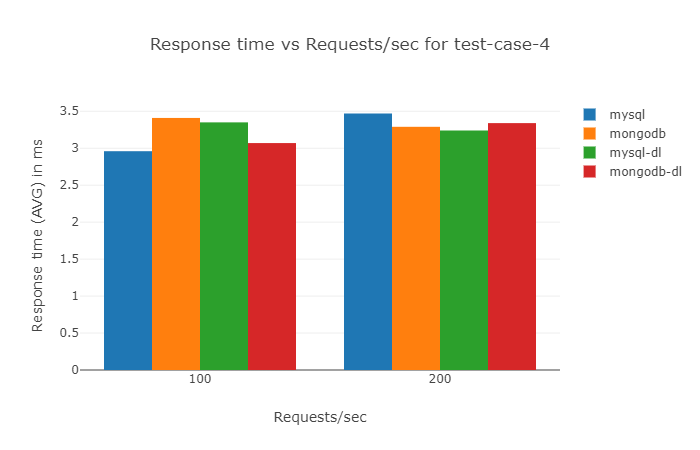 Response time vs Requests/sec for test-case-4
Response time (AVG) in ms
3.5
3
2.5
2
1.5
1
0.5
0
100
200
Requests/sec
mysql
mongodb
mysql-dl
mongodb-dl